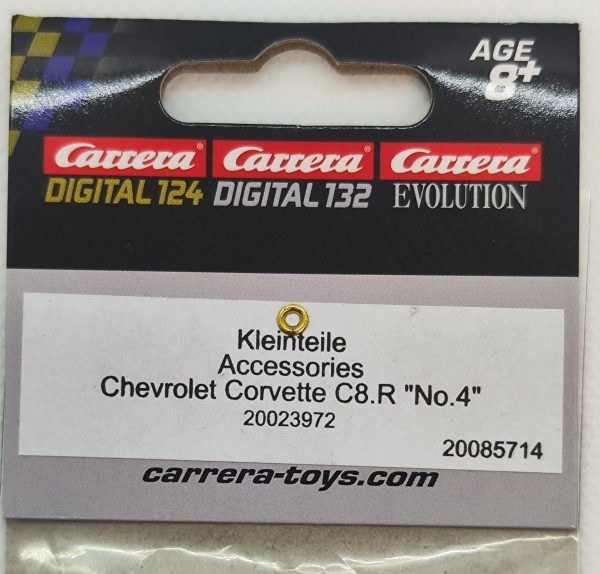 AGE
8+
Carrera® Carrera® Carrera®
DIGITAL 124 DIGITAL 132 EVOLUTION
Kleinteile
Accessories
Chevrolet Corvette C8.R "No.4"
20023972
20085714
carrera-toys.com